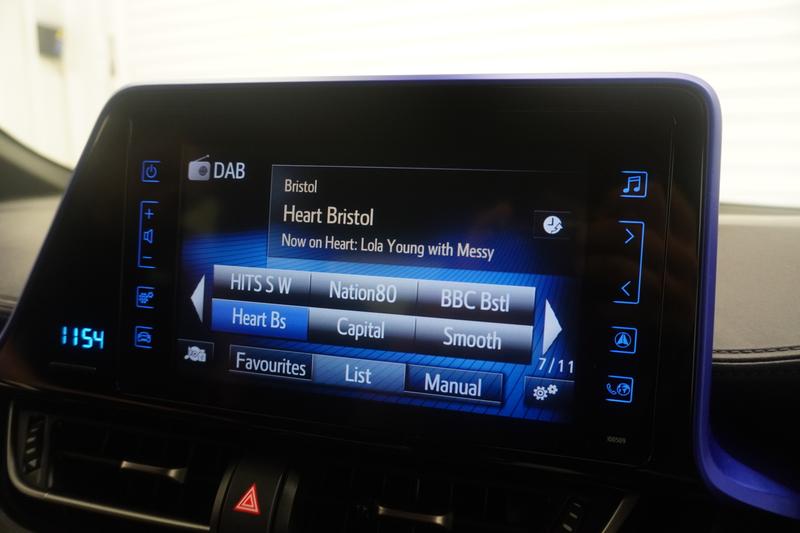 DAB
Bristol
Heart Bristol
Now on Heart: Lola Young with Messy
HITS S W
Nation80
BBC Bstl
Heart Bs
Capital
Smooth
7/11
Favourites
List
Manual
1154
100509